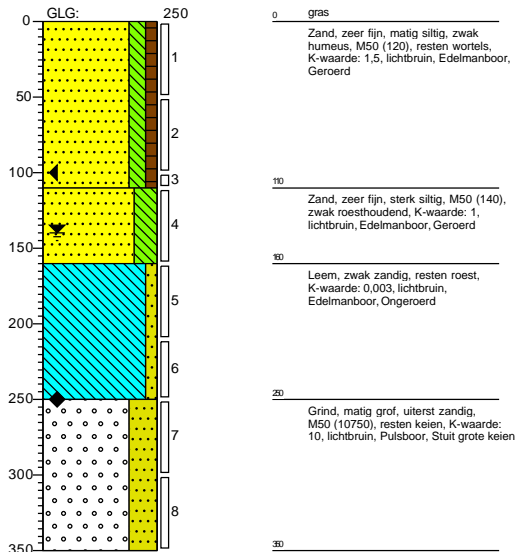 GLG: 250
0
50
100
150
200
250
300
350
1
2
3
4
5
6
7
8
0 gras
Zand, zeer fijn, matig siltig, zwak
humeus, M50 (120), resten wortels,
K-waarde: 1,5, lichtbruin, Edelmanboor,
Geroerd
110
Zand, zeer fijn, sterk siltig, M50 (140),
zwak roesthoudend, K-waarde: 1,
lichtbruin, Edelmanboor, Geroerd
160
Leem, zwak zandig, resten roest,
K-waarde: 0,003, lichtbruin,
Edelmanboor, Ongeroerd
250
Grind, matig grof, uiterst zandig,
M50 (10750), resten keien, K-waarde:
10, lichtbruin, Pulsboor, Stuit grote keien
350